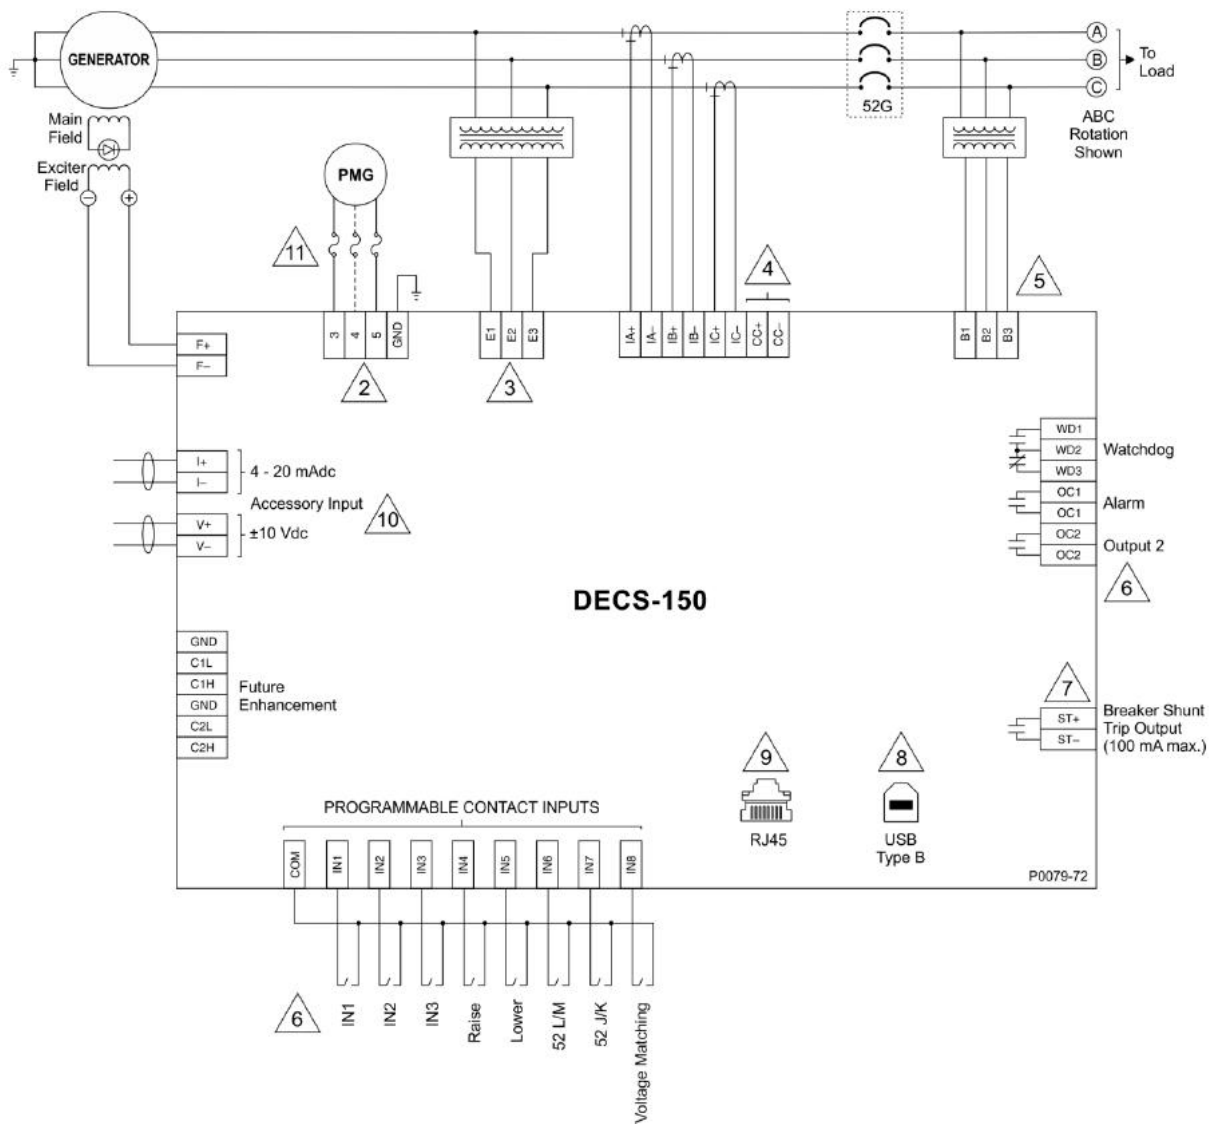 GENERATOR
A
B
C
To
Load
52G
ABC
Rotation
Shown
Main
Field
Exciter
Field
−
+
PMG
11
4
5
3
4
5
GND
E1
E2
E3
IA+
IA−
IB+
IB−
IC+
IC−
CC+
CC−
B1
B2
B3
F+
F−
2
3
I+
I−
4 - 20 mAdc
Accessory Input
10
V+
V−
±10 Vdc
WD1
WD2
WD3
Watchdog
OC1
OC1
Alarm
OC2
OC2
Output 2
6
DECS-150
GND
C1L
C1H
GND
C2L
C2H
Future
Enhancement
7
ST+
ST−
Breaker Shunt
Trip Output
(100 mA max.)
9
RJ45
8
USB
Type B
PROGRAMMABLE CONTACT INPUTS
COM
IN1
IN2
IN3
IN4
IN5
IN6
IN7
IN8
P0079-72
6
IN1
IN2
IN3
Raise
Lower
52 L/M
52 J/K
Voltage Matching